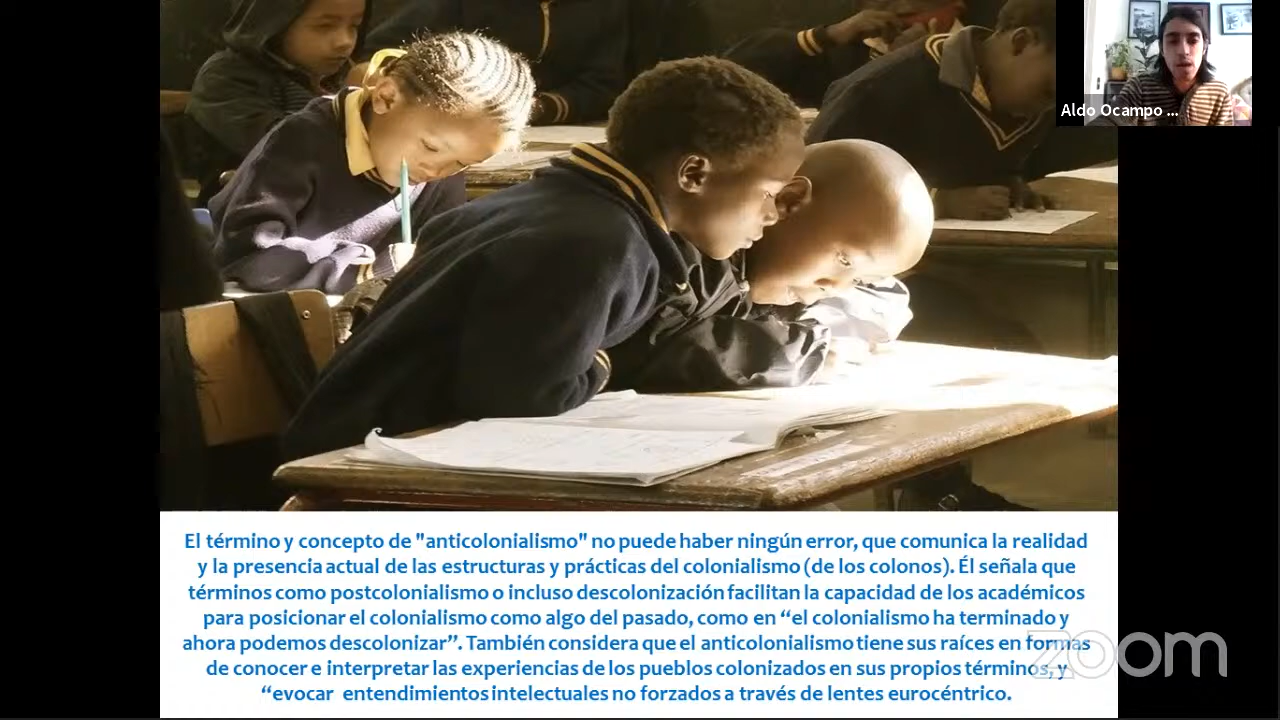 Aldo Ocampo ...
El término y concepto de "anticolonialismo" no puede haber ningún error, que comunica la realidad
y la presencia actual de las estructuras y prácticas del colonialismo (de los colonos). Él señala que
términos como postcolonialismo o incluso descolonización facilitan la capacidad de los académicos
para posicionar el colonialismo como algo del pasado, como en “el colonialismo ha terminado y
ahora podemos descolonizar”. También considera que el anticolonialismo tiene sus raíces en formas
de conocer e interpretar las experiencias de los pueblos colonizados en sus propios términos, y
“evocar entendimientos intelectuales no forzados a través de lentes eurocéntrico.
zoom